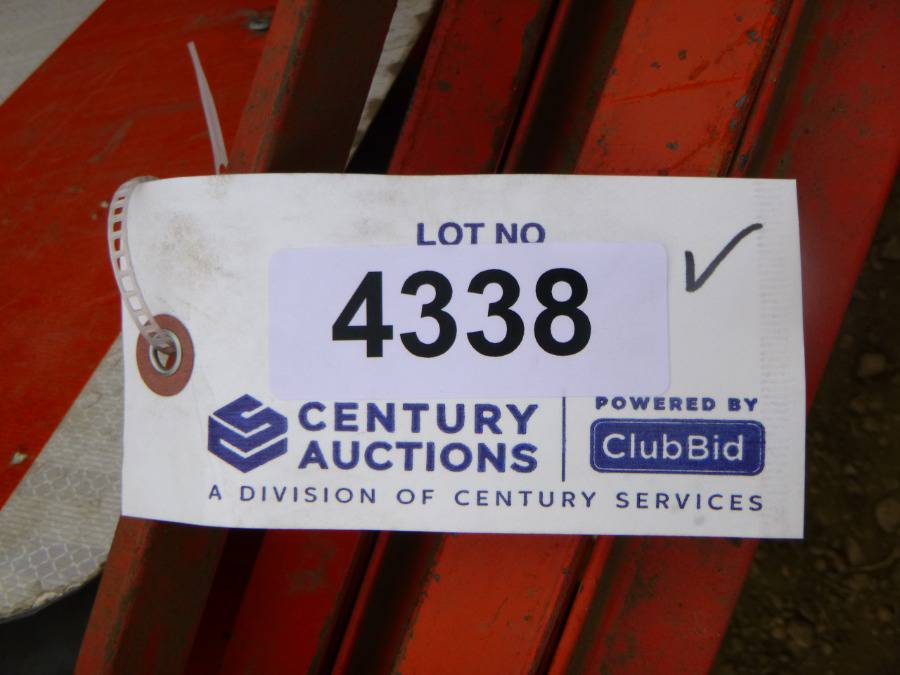 LOT NO
4338
CENTURY
AUCTIONS
POWERED BY
ClubBid
A DIVISION OF CENTURY SERVICES